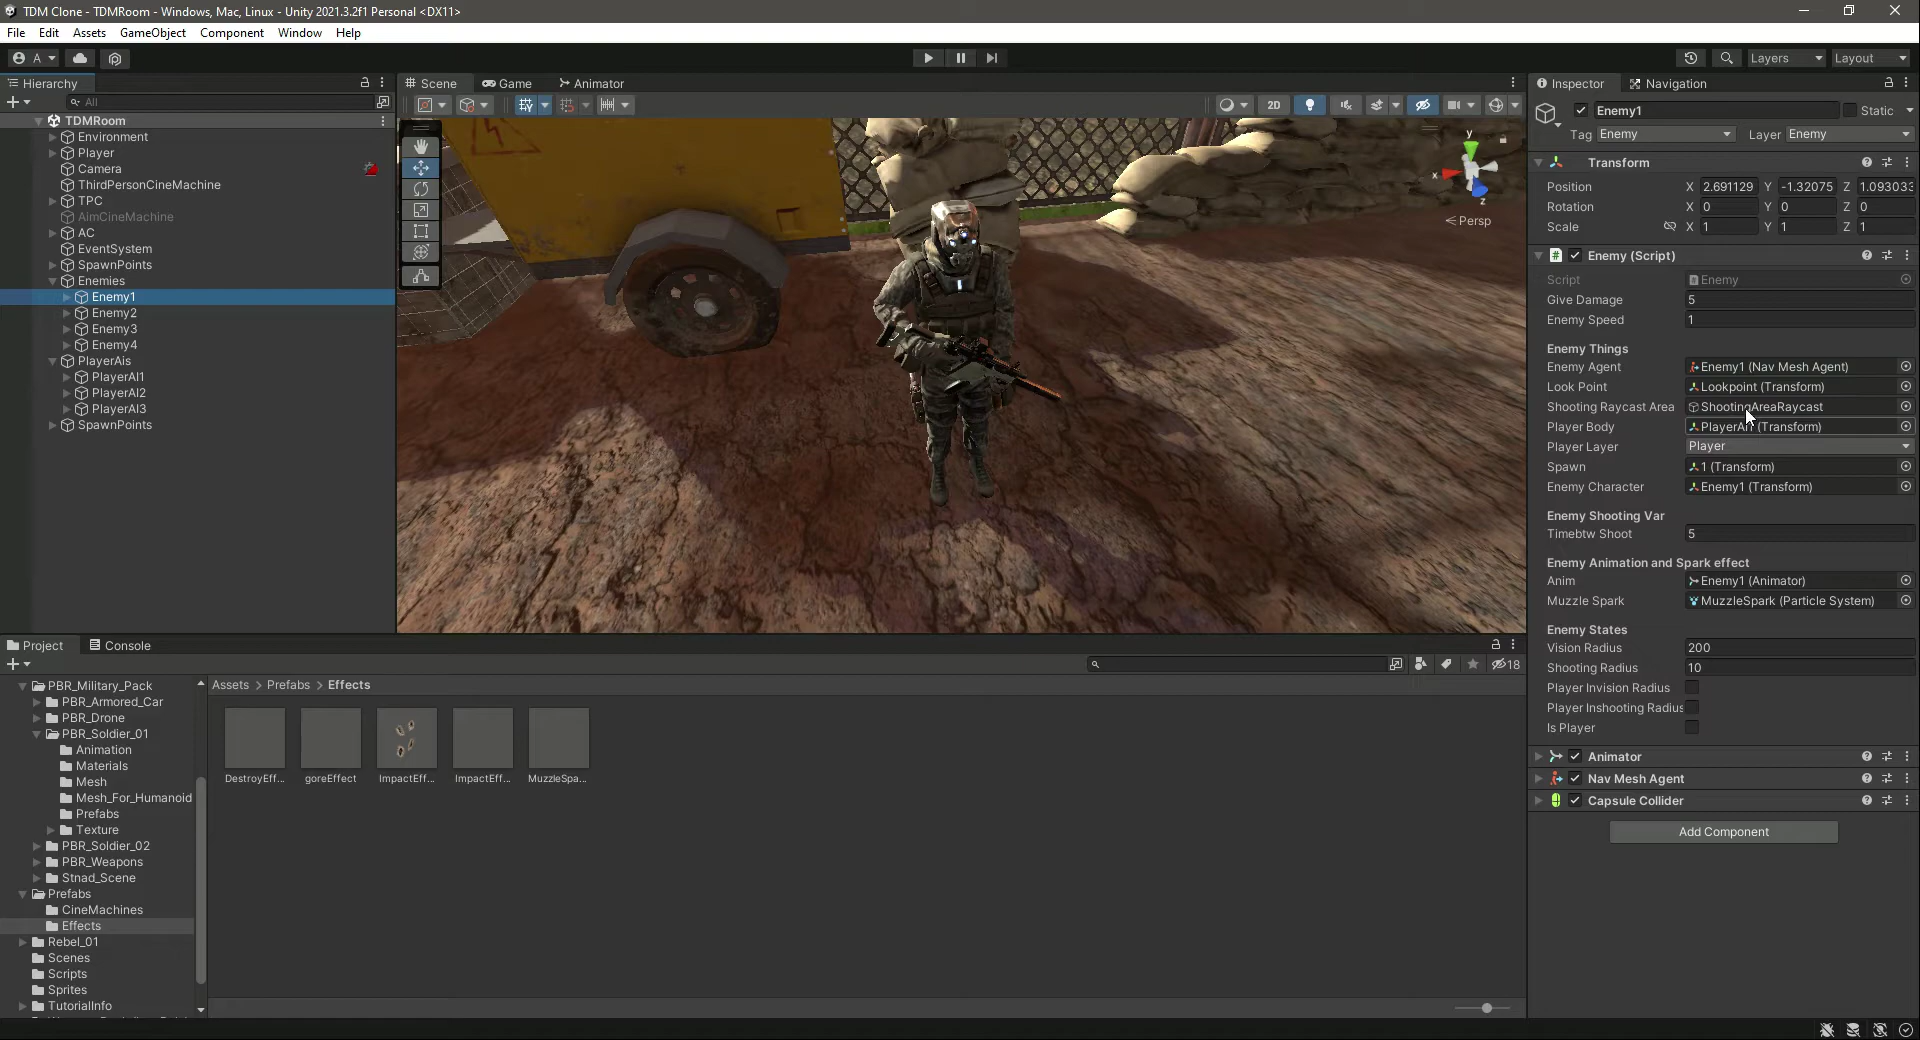 TDM Clone - TDMRoom - Windows, Mac, Linux - Unity 2021.3.2f1 Personal <DX11>
File Edit Assets GameObject Component Window Help
A Layers Layout
Hierarchy
All
TDMRoom
Environment
Player
Camera
ThirdPersonCineMachine
TPC
AimCineMachine
AC
EventSystem
SpawnPoints
Enemies
Enemy1
Enemy2
Enemy3
Enemy4
PlayerAis
PlayerAI1
PlayerAI2
PlayerAI3
SpawnPoints
Scene Game Animator
2D
y
x
z
Persp
Inspector Navigation
Enemy1 Static
Tag Enemy Layer Enemy
Transform
Position X 2.691129 Y -1.32075 Z 1.093033
Rotation X 0 Y 0 Z 0
Scale X 1 Y 1 Z 1
Enemy (Script)
Script Enemy
Give Damage 5
Enemy Speed 1
Enemy Things
Enemy Agent Enemy1 (Nav Mesh Agent)
Look Point Lookpoint (Transform)
Shooting Raycast Area ShootingAreaRaycast
Player Body (Transform)
Player Layer Player
Spawn 1 (Transform)
Enemy Character Enemy1 (Transform)
Enemy Shooting Var
Timebtw Shoot 5
Enemy Animation and Spark effect
Anim Enemy1 (Animator)
Muzzle Spark MuzzleSpark (Particle System)
Enemy States
Vision Radius 200
Shooting Radius 10
Player Invision Radius
Player Inshooting Radius
Is Player
Animator
Nav Mesh Agent
Capsule Collider
Add Component
Project Console
18
PBR_Military_Pack
PBR_Armored_Car
PBR_Drone
PBR_Soldier_01
Animation
Materials
Mesh
Mesh_For_Humanoid
Prefabs
Texture
PBR_Soldier_02
PBR_Weapons
Stnad_Scene
Prefabs
CineMachines
Effects
Rebel_01
Scenes
Scripts
Sprites
TutorialInfo
Assets > Prefabs > Effects
DestroyEff... goreEffect ImpactEff... ImpactEff... MuzzleSpa...